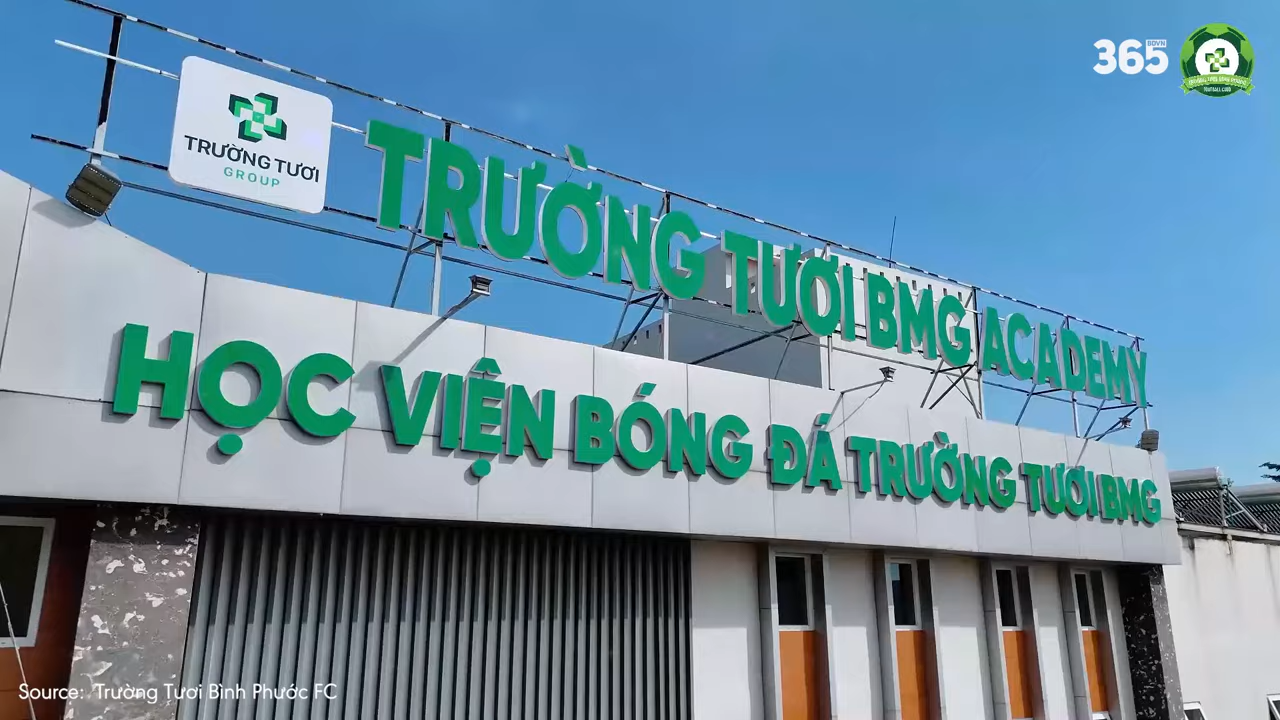 365
BDVN
TRƯỜNG TƯƠI
GROUP
TRƯỜNG TƯƠI BMG ACADEMY
HỌC VIỆN BÓNG ĐÁ TRƯỜNG TƯƠI BMG
Source: Trường Tươi Bình Phước FC